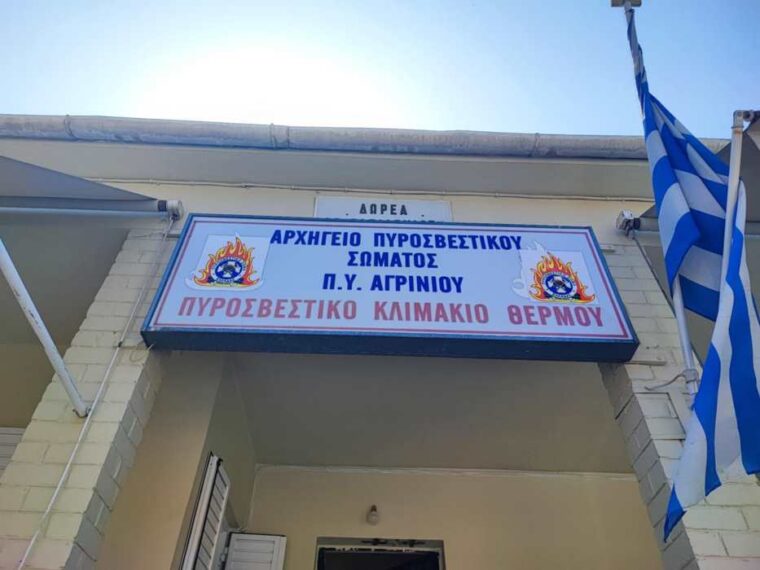 . ΔΩΡΕΑ
ΑΡΧΗΓΕΙΟ ΠΥΡΟΣΒΕΣΤΙΚΟΥ
ΣΩΜΑΤΟΣ
Π.Υ. ΑΓΡΙΝΙΟΥ
ΠΥΡΟΣΒΕΣΤΙΚΟ ΚΛΙΜΑΚΙΟ ΘΕΡΜΟΥ